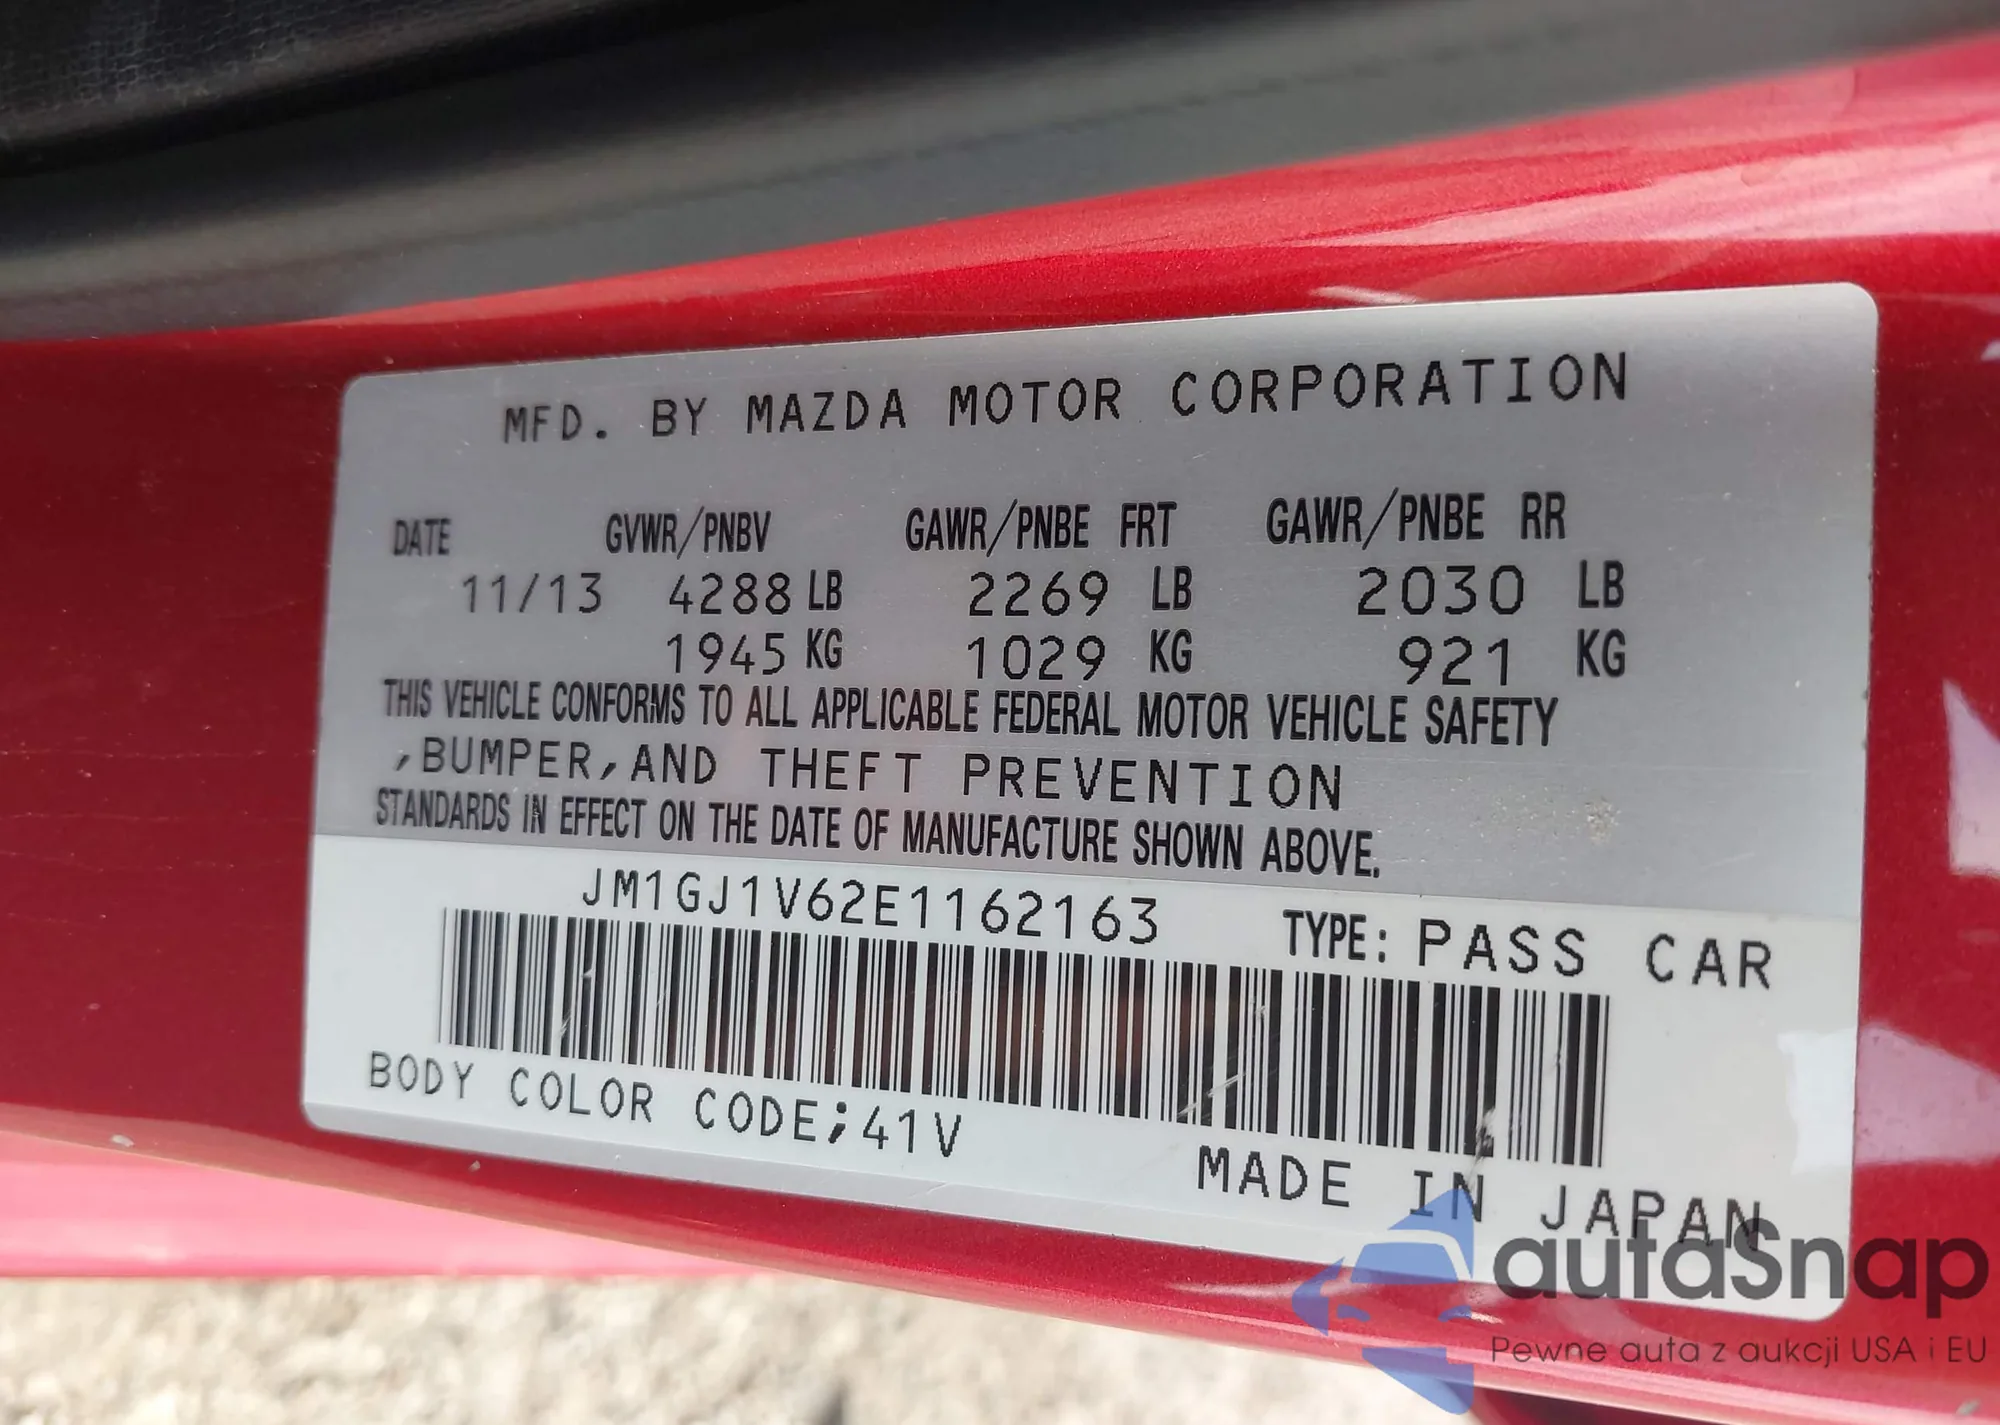 MFD. BY MAZDA MOTOR CORPORATION
DATE GVWR/PNBV GAWR/PNBE FRT GAWR/PNBE RR
11/13 4288 LB 2269 LB 2030 LB
1945 KG 1029 KG 921 KG
THIS VEHICLE CONFORMS TO ALL APPLICABLE FEDERAL MOTOR VEHICLE SAFETY
,BUMPER,AND THEFT PREVENTION
STANDARDS IN EFFECT ON THE DATE OF MANUFACTURE SHOWN ABOVE.
JM1GJ1V62E1162163 TYPE: PASS CAR
BODY COLOR CODE;41V
MADE IN JAPAN
autaSnap
Pewne auta z aukcji USA i EU